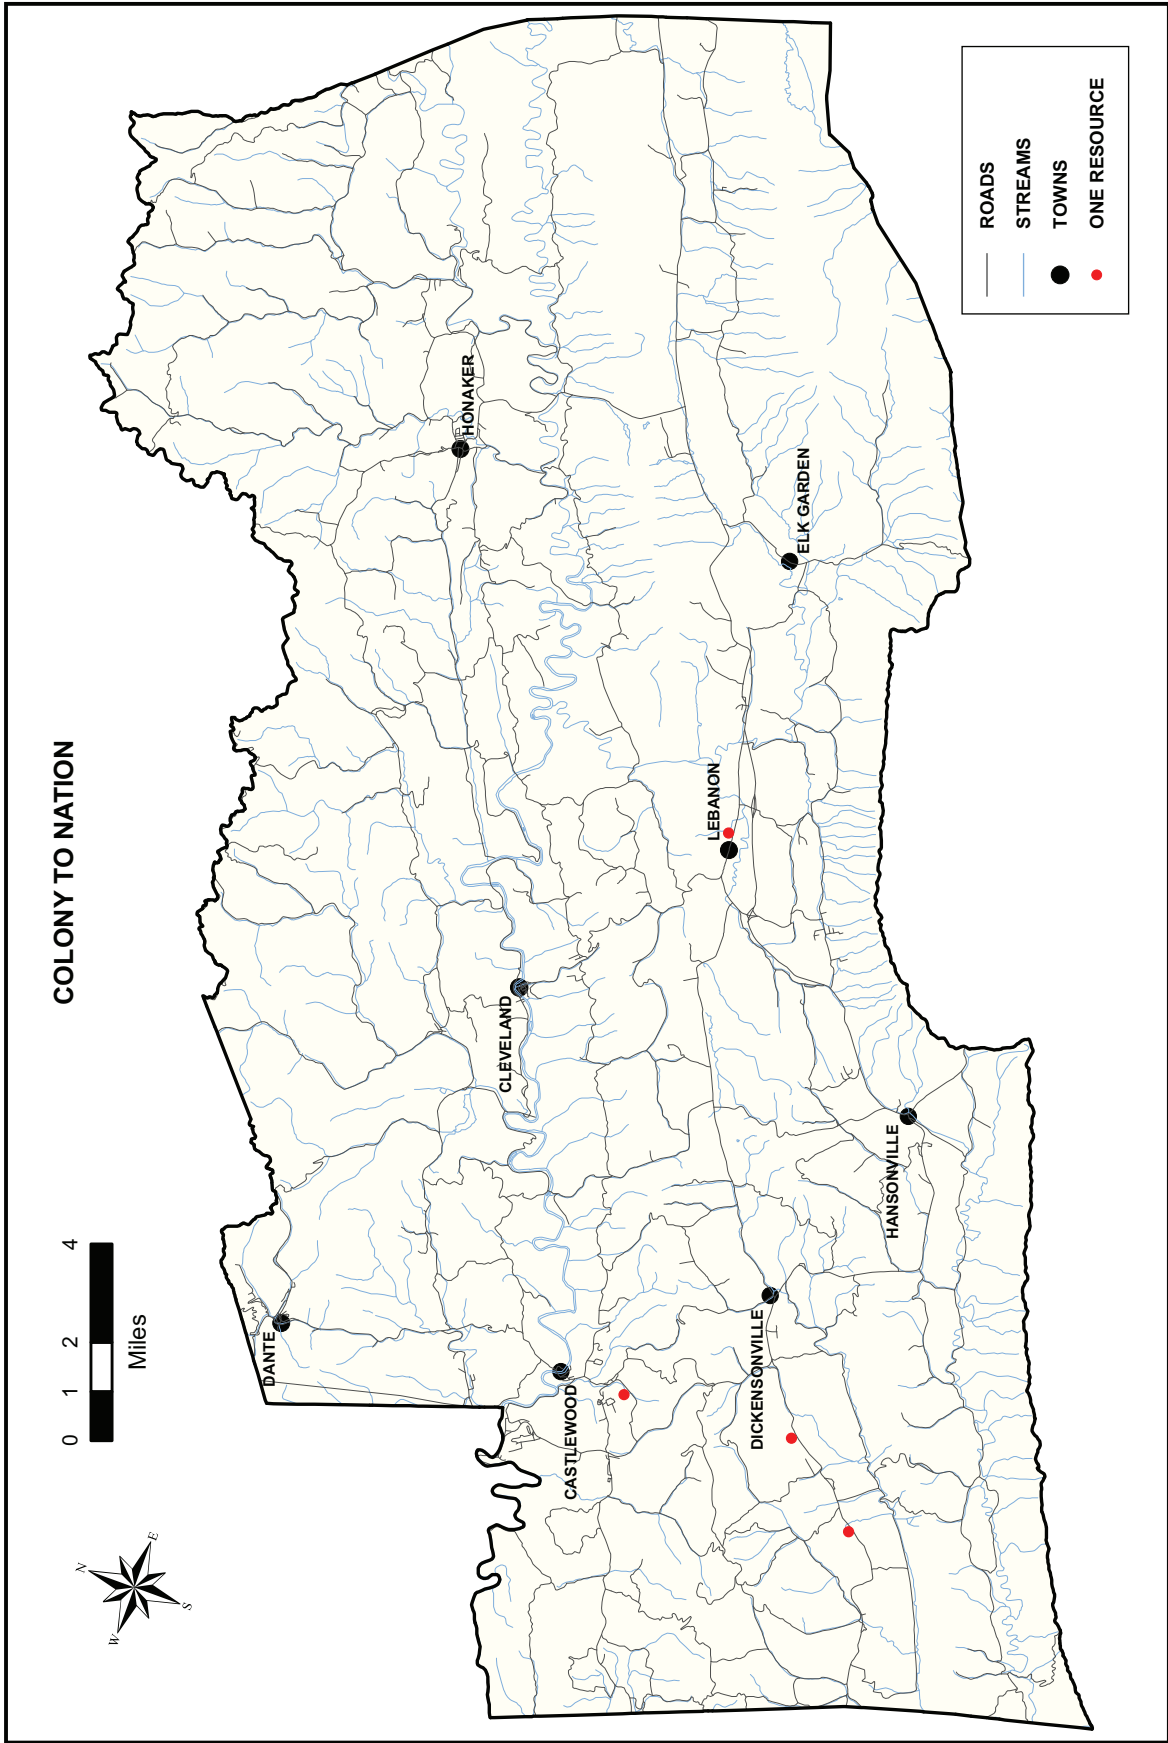 COLONY TO NATION
N
E
S
W
0
1
2
4
Miles
DANTE
HONAKER
CLEVELAND
CASTLEWOOD
LEBANON
ELK GARDEN
DICKENSONVILLE
HANSONVILLE
ROADS
STREAMS
TOWNS
ONE RESOURCE